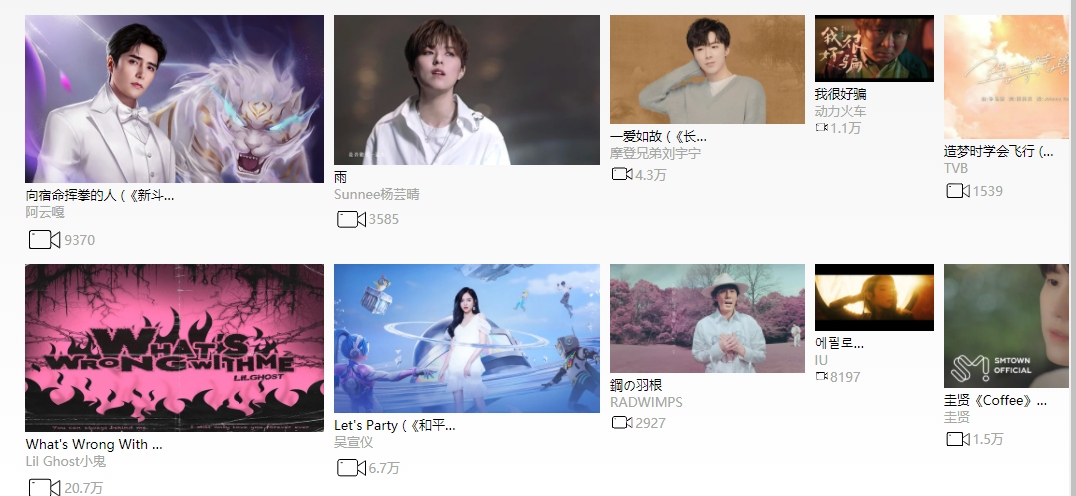 向宿命挥拳的人 (《新斗...
阿云嘎
9370
雨
Sunnee杨芸晴
3585
一爱如故 (《长...
摩登兄弟刘宇宁
4.3万
我很好骗
我很好骗
动力火车
1.1万
造梦时学会飞行 (...
TVB
1539
WHAT'S
WRONG WITH ME
LIL GHOST
What's Wrong With ...
Lil Ghost小鬼
20.7万
Let's Party (《和平...
吴宣仪
6.7万
鋼の羽根
RADWIMPS
2927
에필로...
IU
8197
SMTOWN
OFFICIAL
圭贤《Coffee》...
圭贤
1.5万